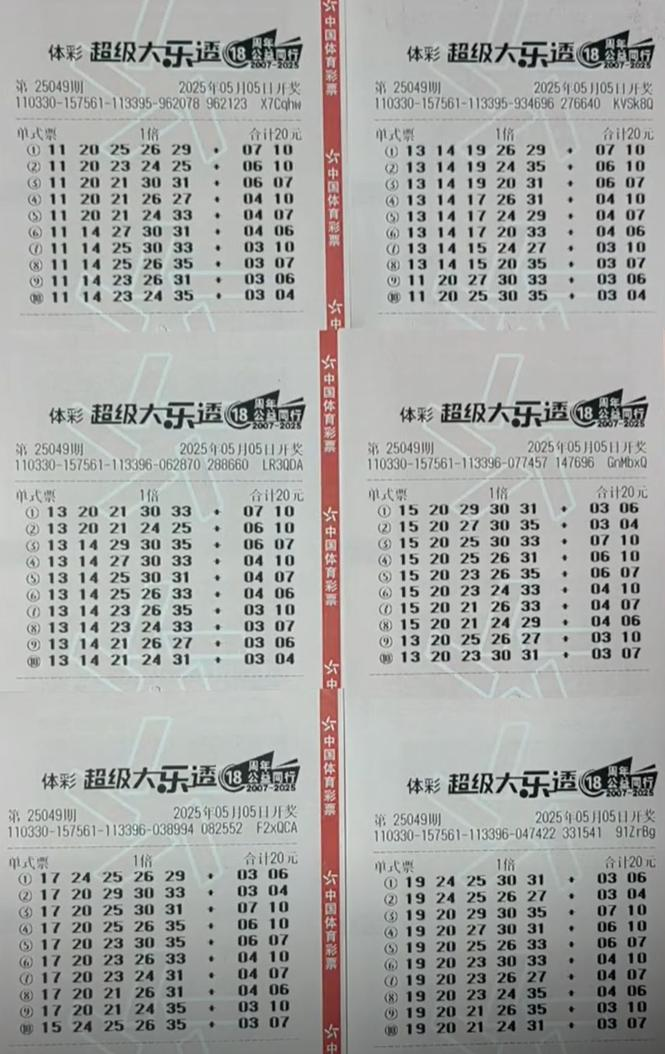 体彩 超级大乐透 18周年 公益同行 2007-2025
第 25049期 2025年05月05日开奖
110330-157561-113395-962078 962123 X7Cqhw
单式票 1倍 合计20元
① 11 20 25 26 29 + 07 10
② 11 20 23 24 25 + 06 10
③ 11 20 21 30 31 + 06 07
④ 11 20 21 26 27 + 04 10
⑤ 11 20 21 24 33 + 04 07
⑥ 11 14 27 30 31 + 04 06
⑦ 11 14 25 30 33 + 03 10
⑧ 11 14 25 26 35 + 03 07
⑨ 11 14 23 26 31 + 03 06
⑩ 11 14 23 24 35 + 03 04
中国体育彩票
中国体育彩票
中
体彩 超级大乐透 18周年 公益同行 2007-2025
第 25049期 2025年05月05日开奖
110330-157561-113395-934696 276640 KVSk8Q
单式票 1倍 合计20元
① 13 14 19 26 29 + 07 10
② 13 14 19 24 35 + 06 10
③ 13 14 19 20 31 + 06 07
④ 13 14 17 26 31 + 04 10
⑤ 13 14 17 24 29 + 04 07
⑥ 13 14 17 20 33 + 04 06
⑦ 13 14 15 24 27 + 03 10
⑧ 13 14 15 20 35 + 03 07
⑨ 11 20 27 30 33 + 03 06
⑩ 11 20 25 30 35 + 03 04
体彩 超级大乐透 18周年 公益同行 2007-2025
第 25049期 2025年05月05日开奖
110330-157561-113396-062870 288660 LR3QDA
单式票 1倍 合计20元
① 13 20 21 30 33 + 07 10
② 13 20 21 24 25 + 06 10
③ 13 14 29 30 35 + 06 07
④ 13 14 27 30 33 + 04 10
⑤ 13 14 25 30 31 + 04 07
⑥ 13 14 25 26 33 + 04 06
⑦ 13 14 23 26 35 + 03 10
⑧ 13 14 23 24 33 + 03 07
⑨ 13 14 21 26 27 + 03 06
⑩ 13 14 21 24 31 + 03 04
中国体育彩票
中国体育彩票
中
体彩 超级大乐透 18周年 公益同行 2007-2025
第 25049期 2025年05月05日开奖
110330-157561-113396-077457 147696 GnMbxQ
单式票 1倍 合计20元
① 15 20 29 30 31 + 03 06
② 15 20 27 30 35 + 03 04
③ 15 20 25 30 33 + 07 10
④ 15 20 25 26 31 + 06 10
⑤ 15 20 23 26 35 + 06 07
⑥ 15 20 23 24 33 + 04 10
⑦ 15 20 21 26 33 + 04 07
⑧ 15 20 21 24 29 + 04 06
⑨ 13 20 25 26 27 + 03 10
⑩ 13 20 23 30 31 + 03 07
体彩 超级大乐透 18周年 公益同行 2007-2025
第 25049期 2025年05月05日开奖
110330-157561-113396-038994 082552 F2xQCA
单式票 1倍 合计20元
① 17 24 25 26 29 + 03 06
② 17 20 29 30 33 + 03 04
③ 17 20 25 30 31 + 07 10
④ 17 20 25 26 35 + 06 10
⑤ 17 20 23 30 35 + 06 07
⑥ 17 20 23 26 33 + 04 10
⑦ 17 20 23 24 31 + 04 07
⑧ 17 20 21 26 31 + 04 06
⑨ 17 20 21 24 35 + 03 10
⑩ 15 24 25 26 35 + 03 07
中国体育彩票
中国体育彩票
体彩 超级大乐透 18周年 公益同行 2007-2025
第 25049期 2025年05月05日开奖
110330-157561-113396-047422 331541 91ZrBg
单式票 1倍 合计20元
① 19 24 25 30 31 + 03 06
② 19 24 25 26 27 + 03 04
③ 19 20 29 30 35 + 07 10
④ 19 20 27 30 31 + 06 10
⑤ 19 20 25 26 33 + 06 07
⑥ 19 20 23 30 33 + 04 10
⑦ 19 20 23 26 27 + 04 07
⑧ 19 20 23 24 35 + 04 06
⑨ 19 20 21 26 35 + 03 10
⑩ 19 20 21 24 31 + 03 07